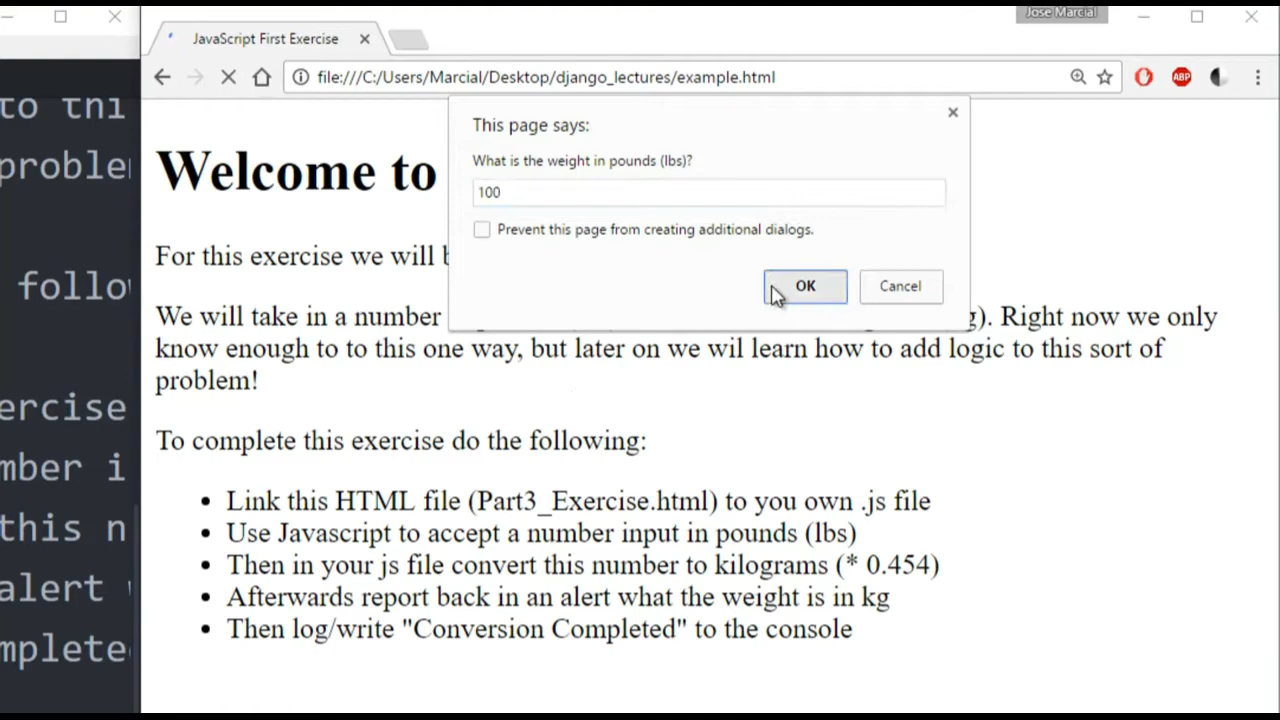 Jose Marcial
JavaScript First Exercise
file:///C:/Users/Marcial/Desktop/django_lectures/example.html
ABP
to thi
problem
follow
ercise
mber i
this n
alert
mplete
This page says:
What is the weight in pounds (lbs)?
100
Prevent this page from creating additional dialogs.
OK
Cancel
Welcome to
For this exercise we will
We will take in a number g). Right now we only
know enough to to this one way, but later on we wil learn how to add logic to this sort of
problem!
To complete this exercise do the following:
• Link this HTML file (Part3_Exercise.html) to you own .js file
• Use Javascript to accept a number input in pounds (lbs)
• Then in your js file convert this number to kilograms (* 0.454)
• Afterwards report back in an alert what the weight is in kg
• Then log/write "Conversion Completed" to the console